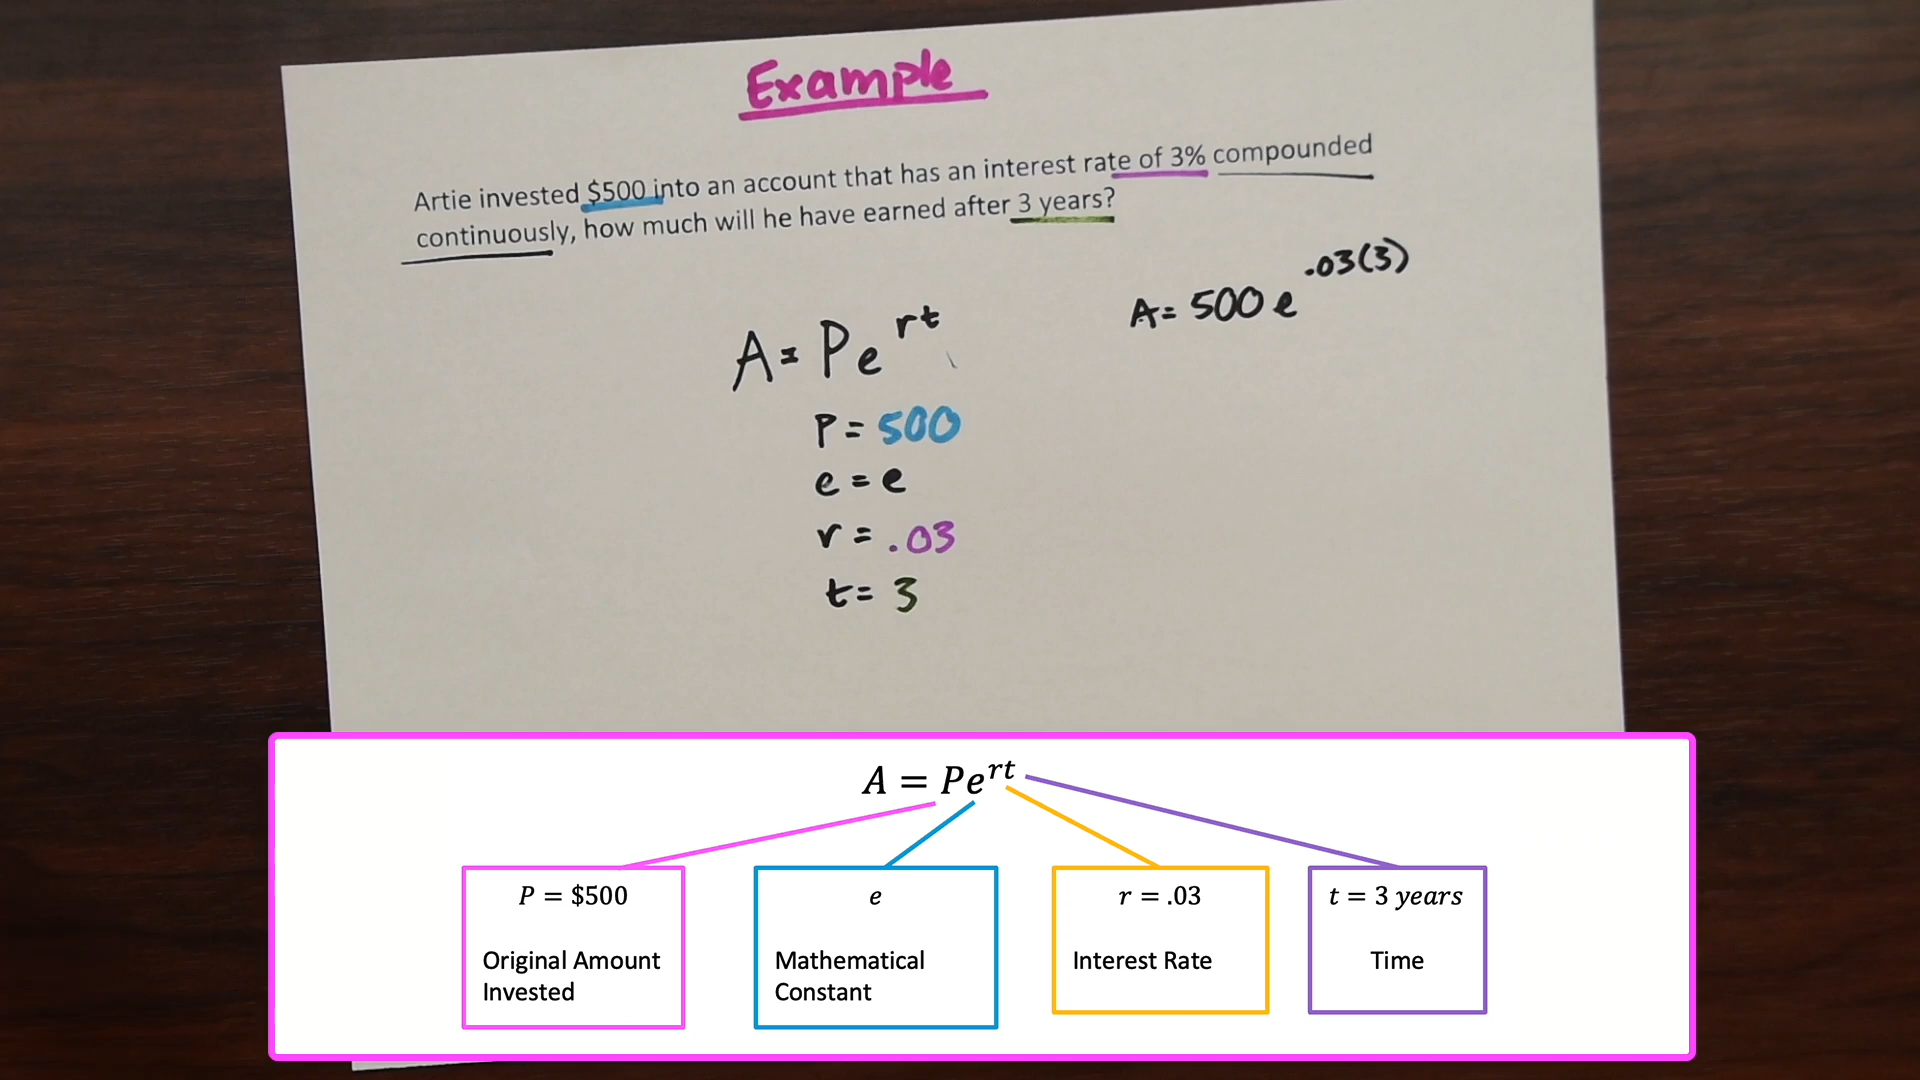 Example
Artie invested $500 into an account that has an interest rate of 3% compounded
continuously, how much will he have earned after 3 years?
A = Pe^rt
A = 500 e^.03(3)
P = 500
e = e
r = .03
t = 3
A = Pe^rt
P = $500
Original Amount
Invested
e
Mathematical
Constant
r = .03
Interest Rate
t = 3 years
Time